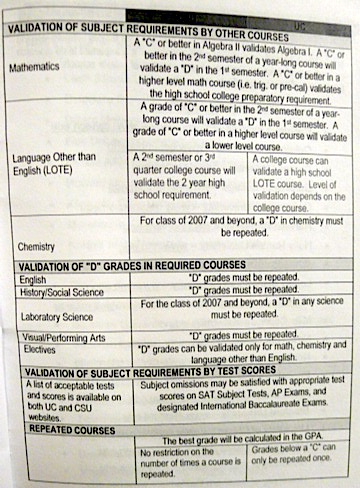 UC
VALIDATION OF SUBJECT REQUIREMENTS BY OTHER COURSES
Mathematics
A "C" or better in Algebra II validates Algebra I. A "C" or
better in the 2nd semester of a year-long course will
validate a "D" in the 1st semester. A "C" or better in a
higher level math course (i.e. trig. or pre-cal) validates
the high school college preparatory requirement.
Language Other than
English (LOTE)
A grade of "C" or better in the 2nd semester of a year-
long course will validate a "D" in the 1st semester. A
grade of "C" or better in a higher level course will validate
a lower level course.
A 2nd semester or 3rd
quarter college course will
validate the 2 year high
school requirement.
A college course can
validate a high school
LOTE course. Level of
validation depends on the
college course.
Chemistry
For class of 2007 and beyond, a "D" in chemistry must
be repeated.
VALIDATION OF "D" GRADES IN REQUIRED COURSES
English
"D" grades must be repeated.
History/Social Science
"D" grades must be repeated.
Laboratory Science
For the class of 2007 and beyond, a "D" in any science
must be repeated.
Visual/Performing Arts
"D" grades must be repeated.
Electives
"D" grades can be validated only for math, chemistry and
language other than English.
VALIDATION OF SUBJECT REQUIREMENTS BY TEST SCORES
A list of acceptable tests
and scores is available on
both UC and CSU
websites.
Subject omissions may be satisfied with appropriate test
scores on SAT Subject Tests, AP Exams, and
designated International Baccalaureate Exams.
REPEATED COURSES
The best grade will be calculated in the GPA.
No restriction on the
number of times a course is
repeated.
Grades below a "C" can
only be repeated once.